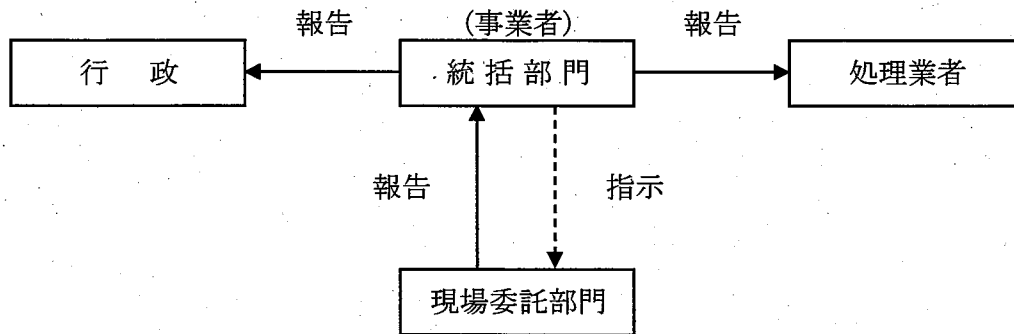 報告
(事業者)
報告
行 政
統括部門
処理業者
報告
指示
現場委託部門